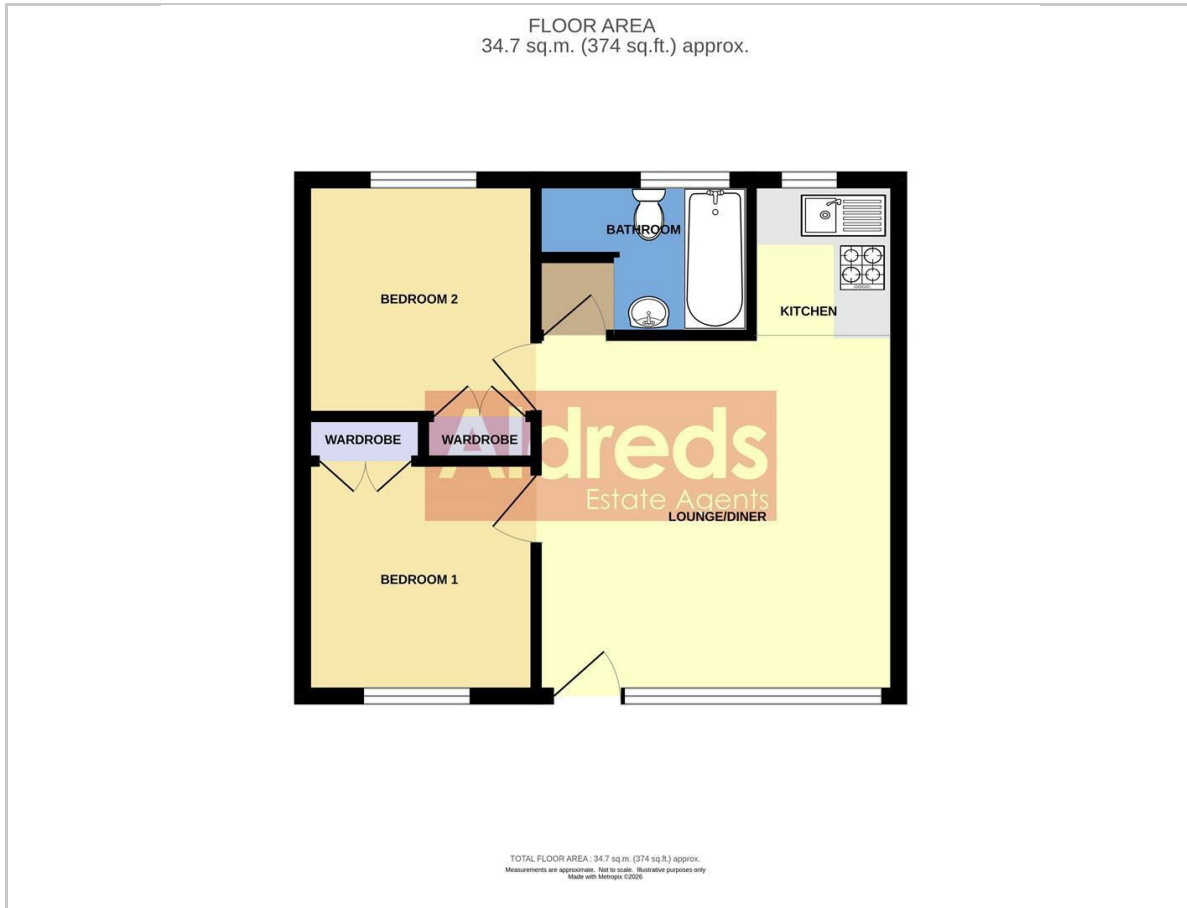 FLOOR AREA
34.7 sq.m. (374 sq.ft.) approx.
BATHROOM
BEDROOM 2
KITCHEN
WARDROBE
WARDROBE
Aldreds
Estate Agents
LOUNGE/DINER
BEDROOM 1
TOTAL FLOOR AREA : 34.7 sq.m. (374 sq.ft.) approx.
Measurements are approximate. Not to scale. Illustrative purposes only
Made with Metropix ©2026